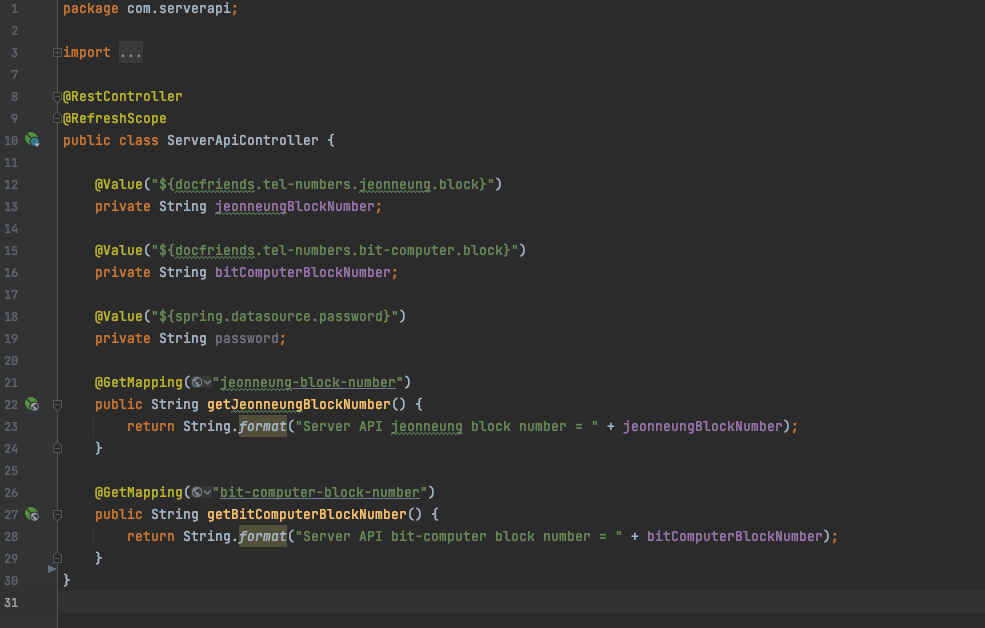 1 package com.serverapi;
2
3 import ...
7
8 @RestController
9 @RefreshScope
10 public class ServerApiController {
11
12 @Value("${docfriends.tel-numbers.jeonneung.block}")
13 private String jeonneungBlockNumber;
14
15 @Value("${docfriends.tel-numbers.bit-computer.block}")
16 private String bitComputerBlockNumber;
17
18 @Value("${spring.datasource.password}")
19 private String password;
20
21 @GetMapping("jeonneung-block-number")
22 public String getJeonneungBlockNumber() {
23 return String.format("Server API jeonneung block number = " + jeonneungBlockNumber);
24 }
25
26 @GetMapping("bit-computer-block-number")
27 public String getBitComputerBlockNumber() {
28 return String.format("Server API bit-computer block number = " + bitComputerBlockNumber);
29 }
30 }
31